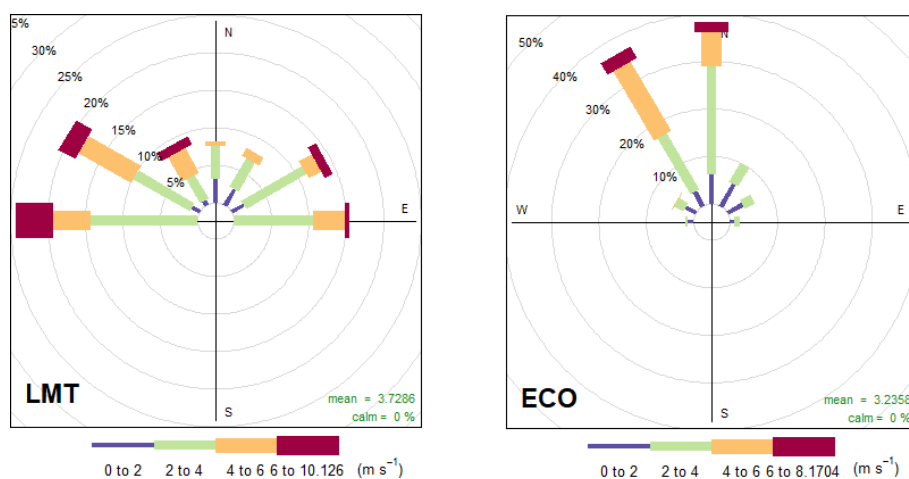 5%
N
30%
25%
20%
15%
10%
5%
E
LMT
mean = 3.7286
S
calm = 0 %
0 to 2 2 to 4 4 to 6 6 to 10.126 (m s⁻¹)
N
50%
40%
30%
20%
10%
W
E
ECO
mean = 3.2358
S
calm = 0 %
0 to 2 2 to 4 4 to 6 6 to 8.1704 (m s⁻¹)